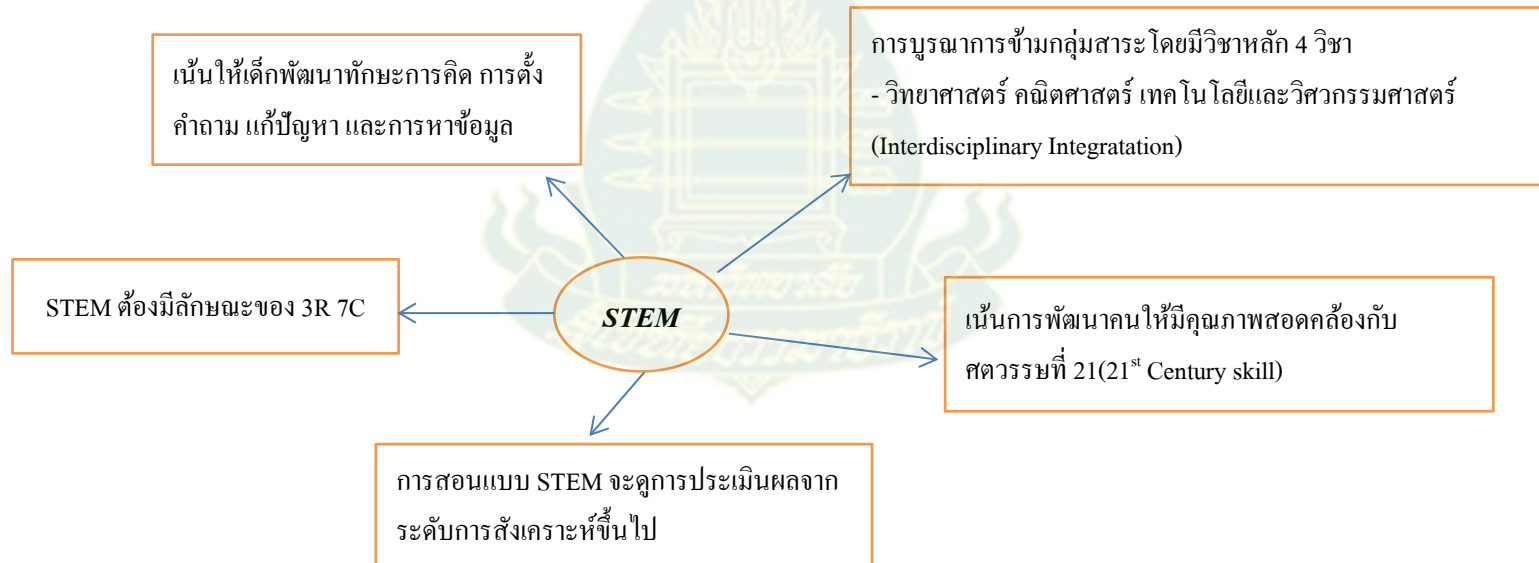 การบูรณาการข้ามกลุ่มสาระ โดยมีวิชาหลัก 4 วิชา
- วิทยาศาสตร์ คณิตศาสตร์ เทคโนโลยีและวิศวกรรมศาสตร์
(Interdisciplinary Integratation)
เน้นให้เด็กพัฒนาทักษะการคิด การตั้ง
คำถาม แก้ปัญหา และการหาข้อมูล
STEM ต้องมีลักษณะของ 3R 7C
STEM
เน้นการพัฒนาคนให้มีคุณภาพสอดคล้องกับ
ศตวรรษที่ 21(21st Century skill)
การสอนแบบ STEM จะดูการประเมินผลจาก
ระดับการสังเคราะห์ขึ้นไป